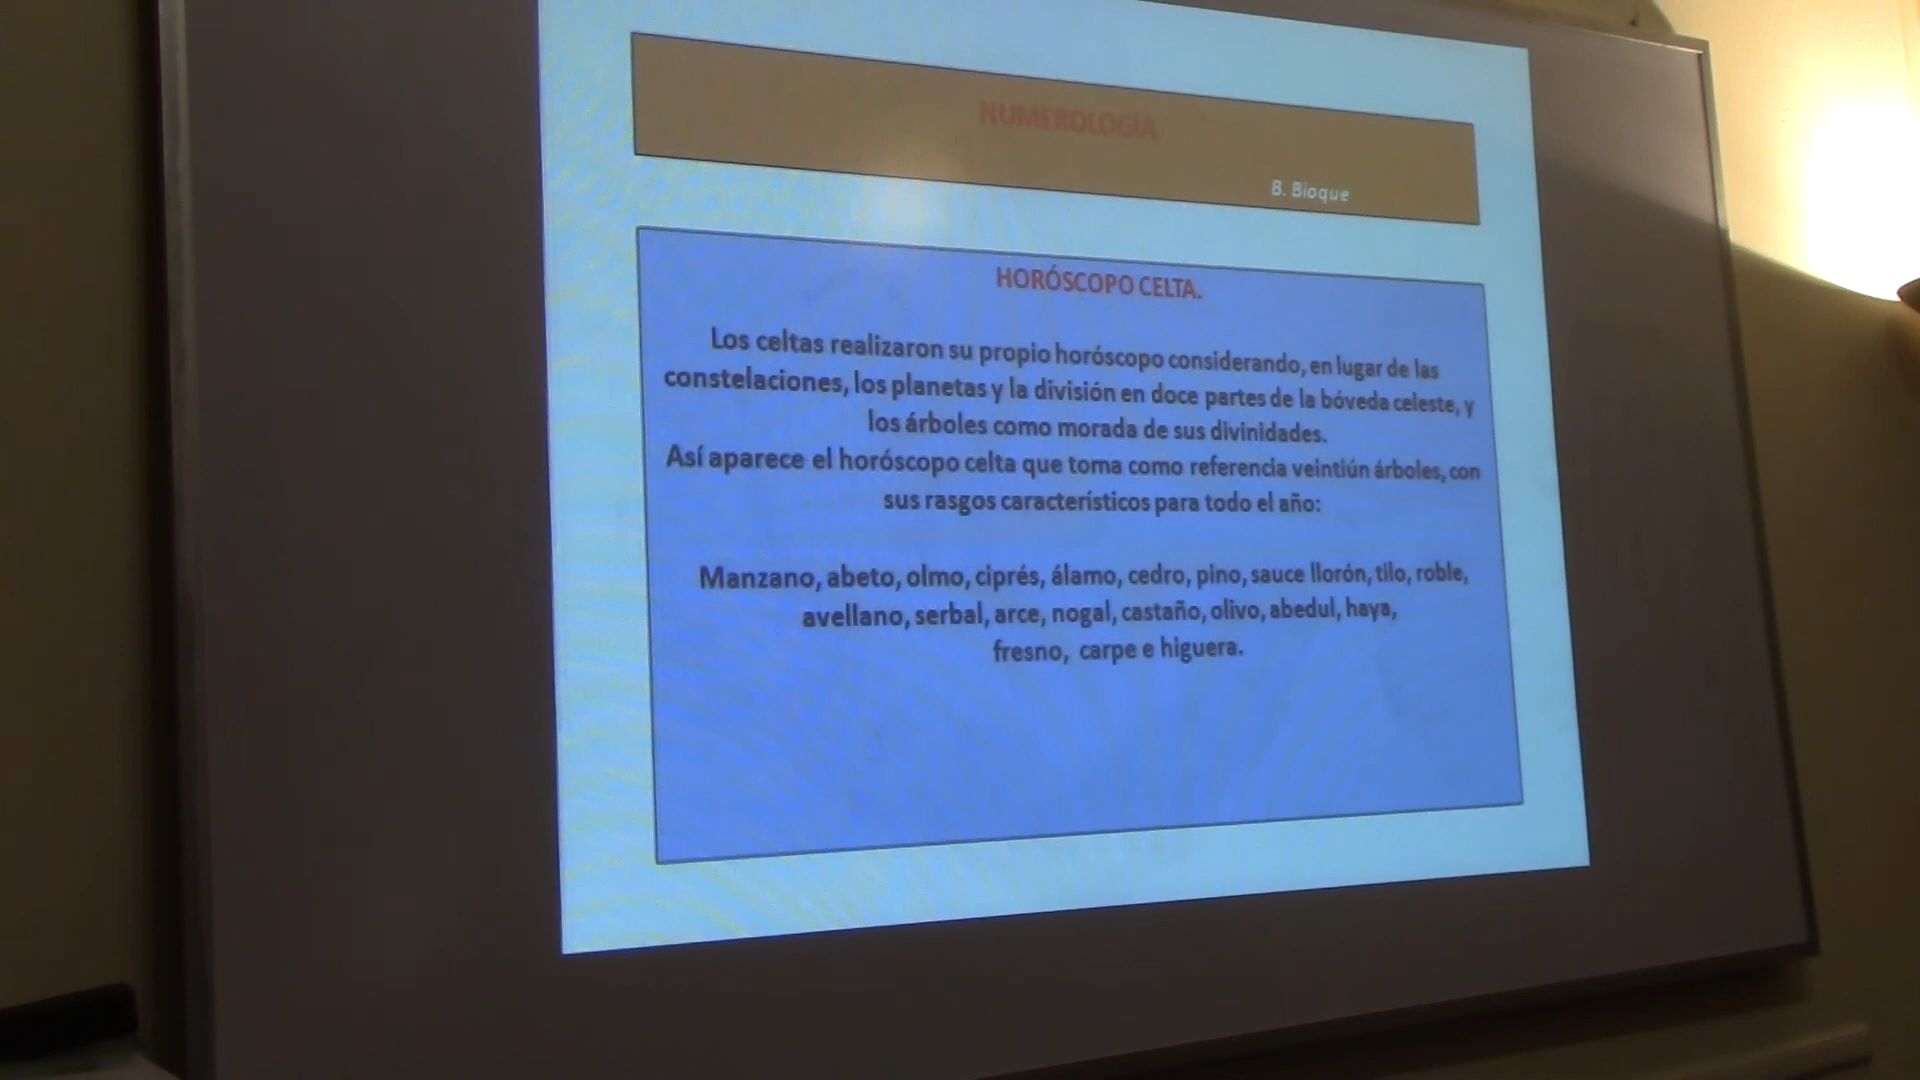 NUMEROLOGÍA
B. Bioque
HORÓSCOPO CELTA.
Los celtas realizaron su propio horóscopo considerando, en lugar de las
constelaciones, los planetas y la división en doce partes de la bóveda celeste, y
los árboles como morada de sus divinidades.
Así aparece el horóscopo celta que toma como referencia veintiún árboles, con
sus rasgos característicos para todo el año:
Manzano, abeto, olmo, ciprés, álamo, cedro, pino, sauce llorón, tilo, roble,
avellano, serbal, arce, nogal, castaño, olivo, abedul, haya,
fresno, carpe e higuera.